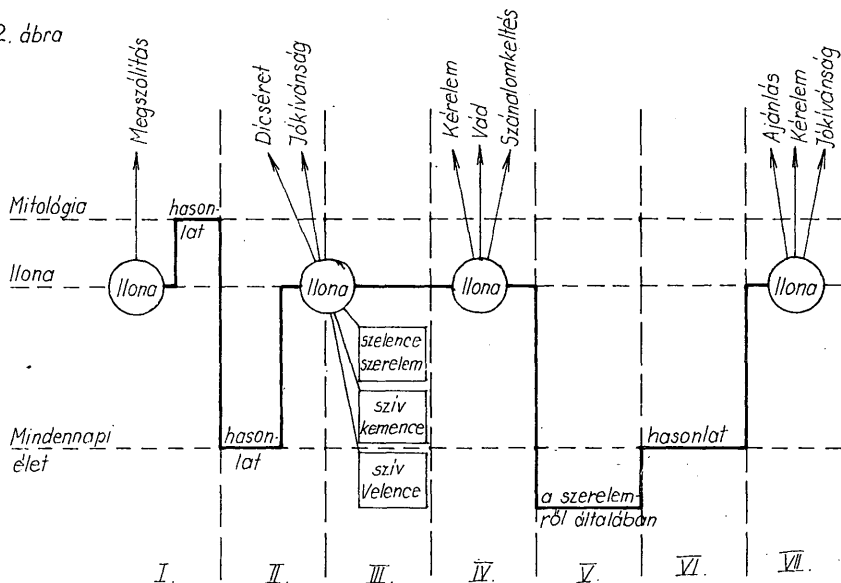 2. ábra
Megszólítás
Dícséret
Jókívánság
Kérelem
Vád
Szánalomkeltés
Ajánlás
Kérelem
Jókívánság
Mitológia
hason-
lat
Ilona
Ilona
Ilona
Ilona
Ilona
szelence
szerelem
szív
kemence
szív
Velence
Mindennapi
élet
hason-
lat
hasonlat
a szerelem-
ről általában
I.
II.
III.
IV.
V.
VI.
VII.